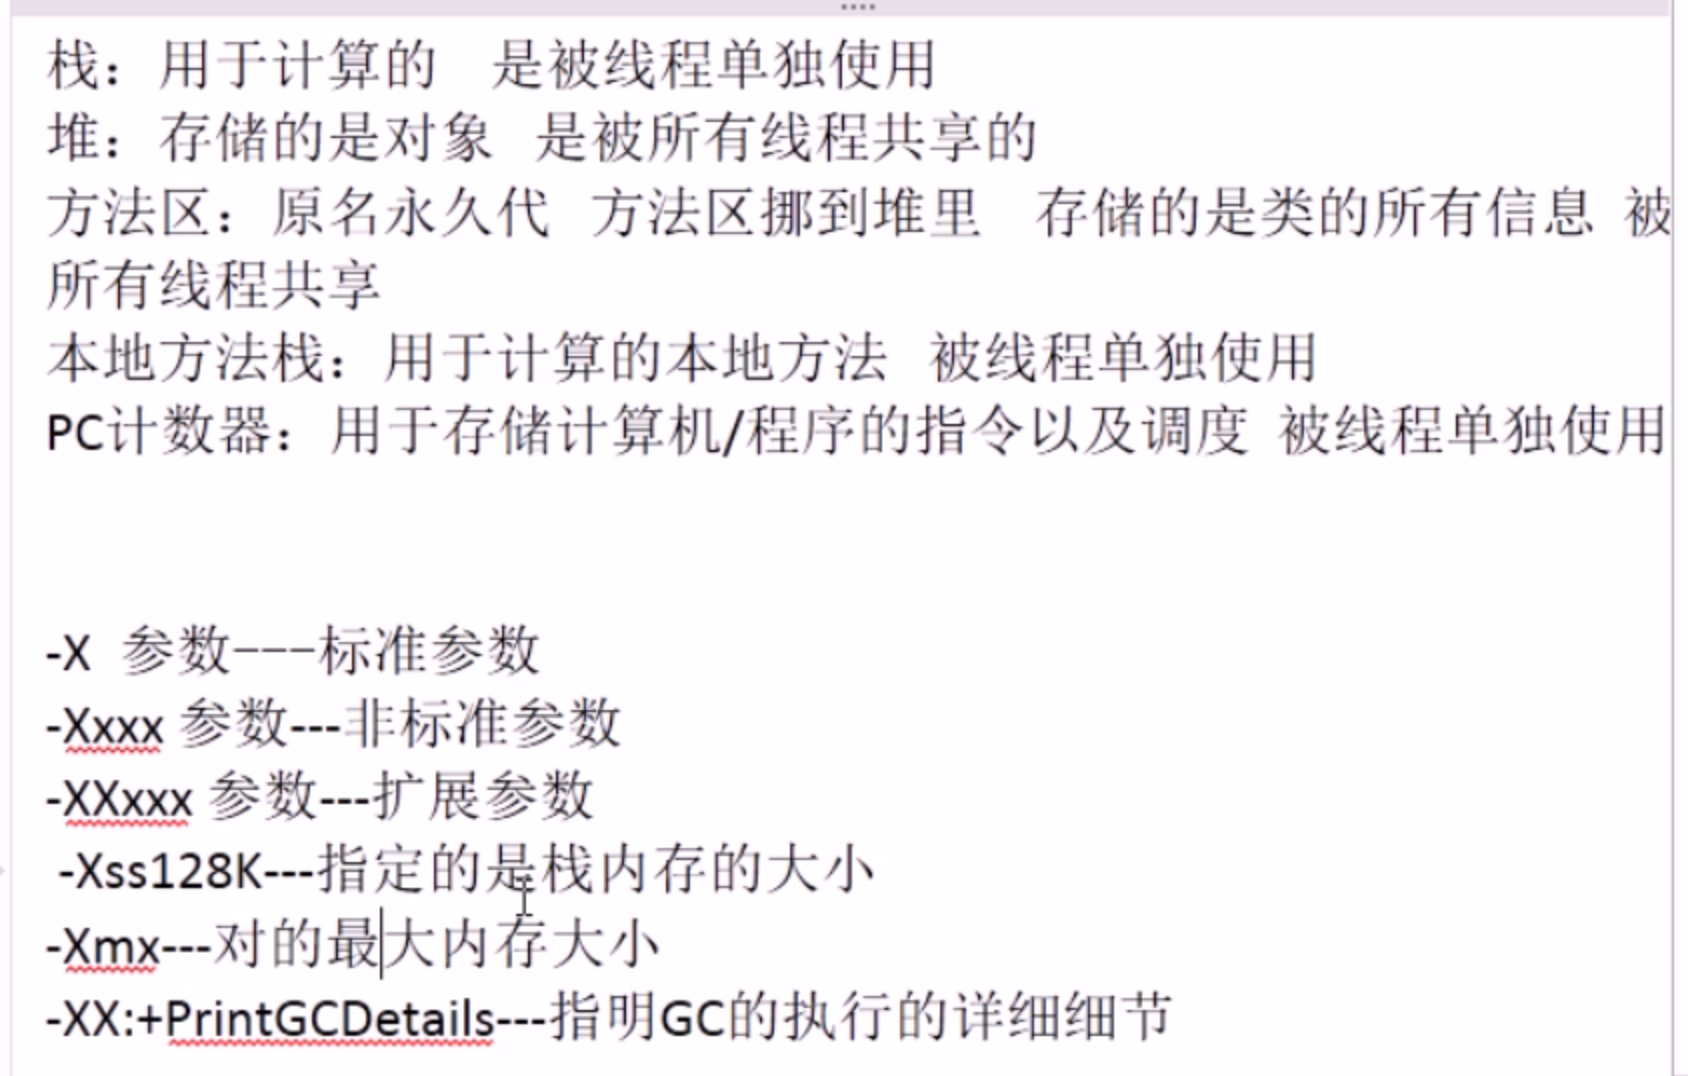 栈：用于计算的 是被线程单独使用
堆：存储的是对象 是被所有线程共享的
方法区：原名永久代 方法区挪到堆里 存储的是类的所有信息 被
所有线程共享
本地方法栈：用于计算的本地方法 被线程单独使用
PC计数器：用于存储计算机/程序的指令以及调度 被线程单独使用
-X 参数---标准参数
-Xxxx 参数---非标准参数
-XXxxx 参数---扩展参数
-Xss128K---指定的是栈内存的大小
-Xmx---对的最大内存大小
-XX:+PrintGCDetails---指明GC的执行的详细细节